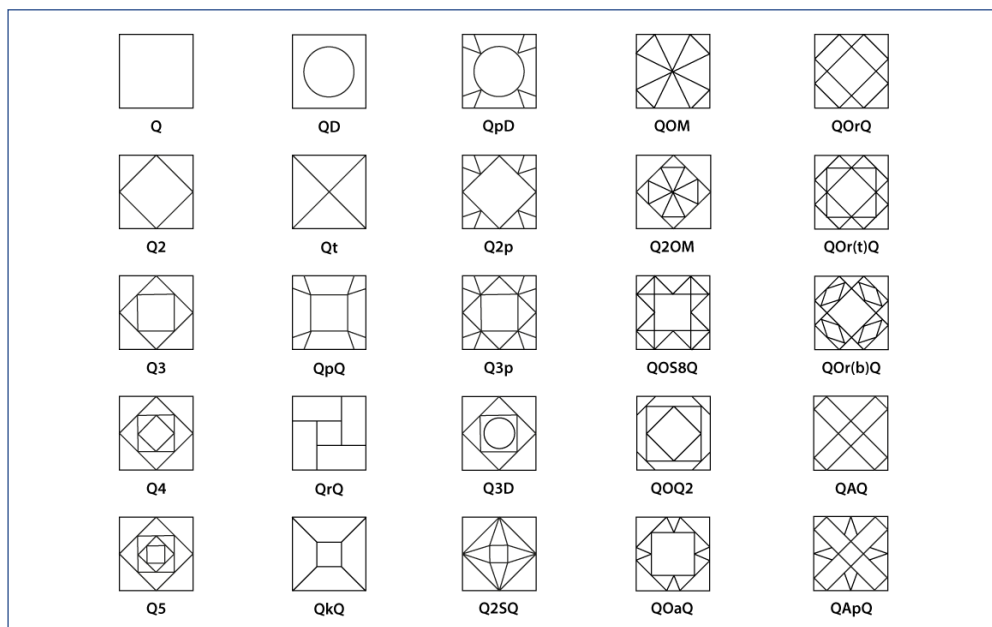 Q QD QpD QOM QOrQ
Q2 Qt Q2p Q2OM QOr(t)Q
Q3 QpQ Q3p QOS8Q QOr(b)Q
Q4 QrQ Q3D QOQ2 QAQ
Q5 QkQ Q2SQ QOaQ QApQ